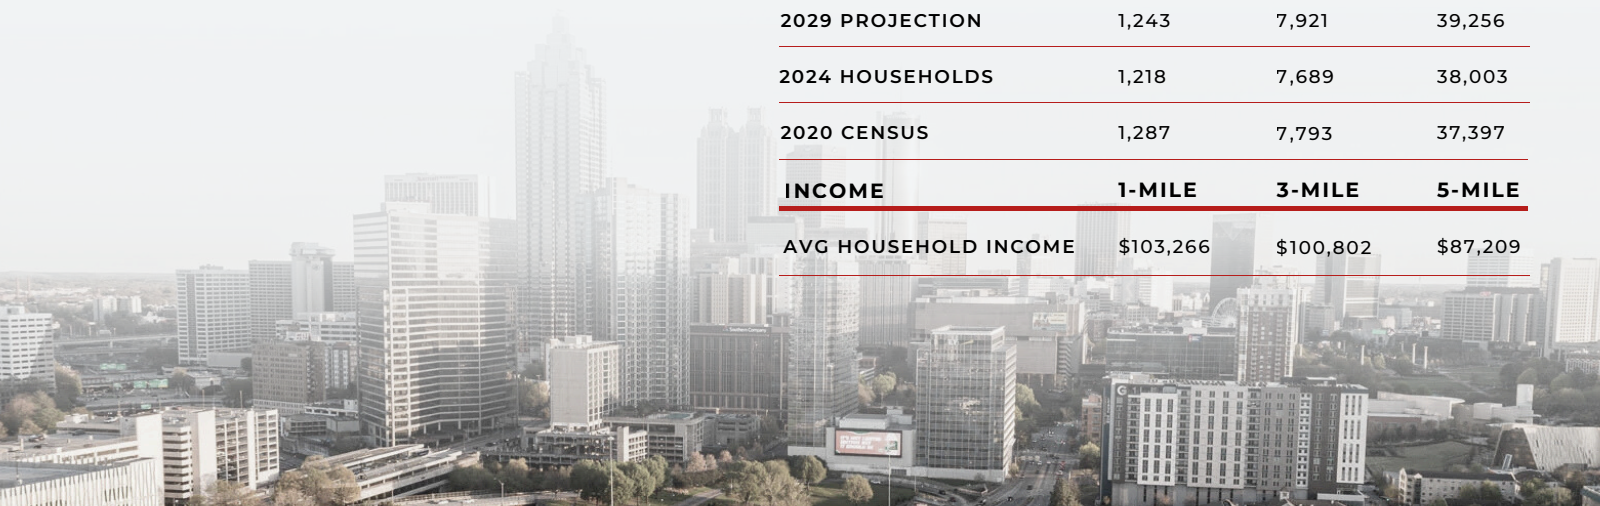 2029 PROJECTION 1,243 7,921 39,256
2024 HOUSEHOLDS 1,218 7,689 38,003
2020 CENSUS 1,287 7,793 37,397
INCOME 1-MILE 3-MILE 5-MILE
AVG HOUSEHOLD INCOME $103,266 $100,802 $87,209